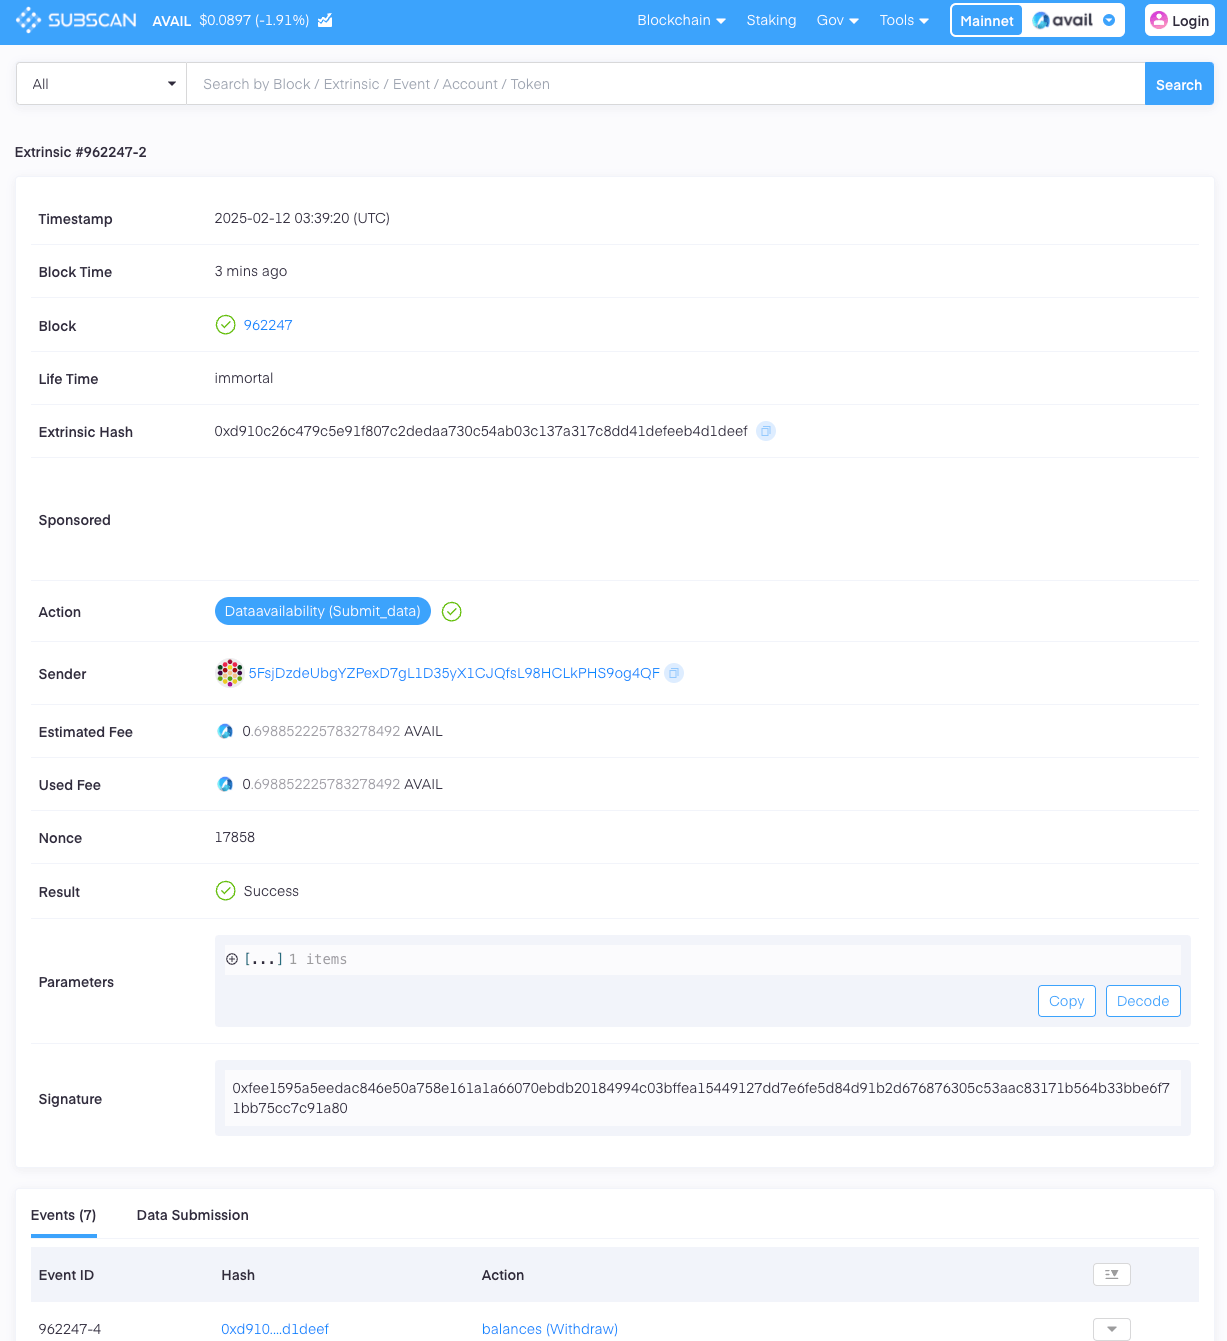 SUBSCAN AVAIL $0.0897 (-1.91%) Blockchain Staking Gov Tools Mainnet avail Login
All Search by Block / Extrinsic / Event / Account / Token Search
Extrinsic #962247-2
Timestamp 2025-02-12 03:39:20 (UTC)
Block Time 3 mins ago
Block 962247
Life Time immortal
Extrinsic Hash 0xd910c26c479c5e91f807c2dedaa730c54ab03c137a317c8dd41defeeb4d1deef
Sponsored
Action Dataavailability (Submit_data)
Sender 5FsjDzdeUbgYZPexD7gL1D35yX1CJQfsL98HCLkPHS9og4QF
Estimated Fee 0.698852225783278492 AVAIL
Used Fee 0.698852225783278492 AVAIL
Nonce 17858
Result Success
[...] 1 items
Parameters
Copy Decode
0xfee1595a5eedac846e50a758e161a1a66070ebdb20184994c03bffea15449127dd7e6fe5d84d91b2d676876305c53aac83171b564b33bbe6f7
Signature
1bb75cc7c91a80
Events (7) Data Submission
Event ID Hash Action
962247-4 0xd910....d1deef balances (Withdraw)